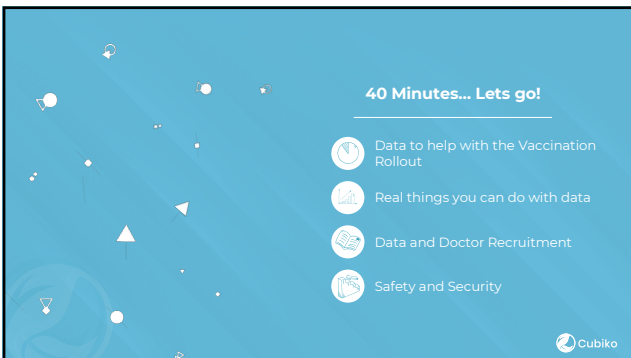 40 Minutes... Lets go!
Data to help with the Vaccination
Rollout
Real things you can do with data
Data and Doctor Recruitment
Safety and Security
Cubiko